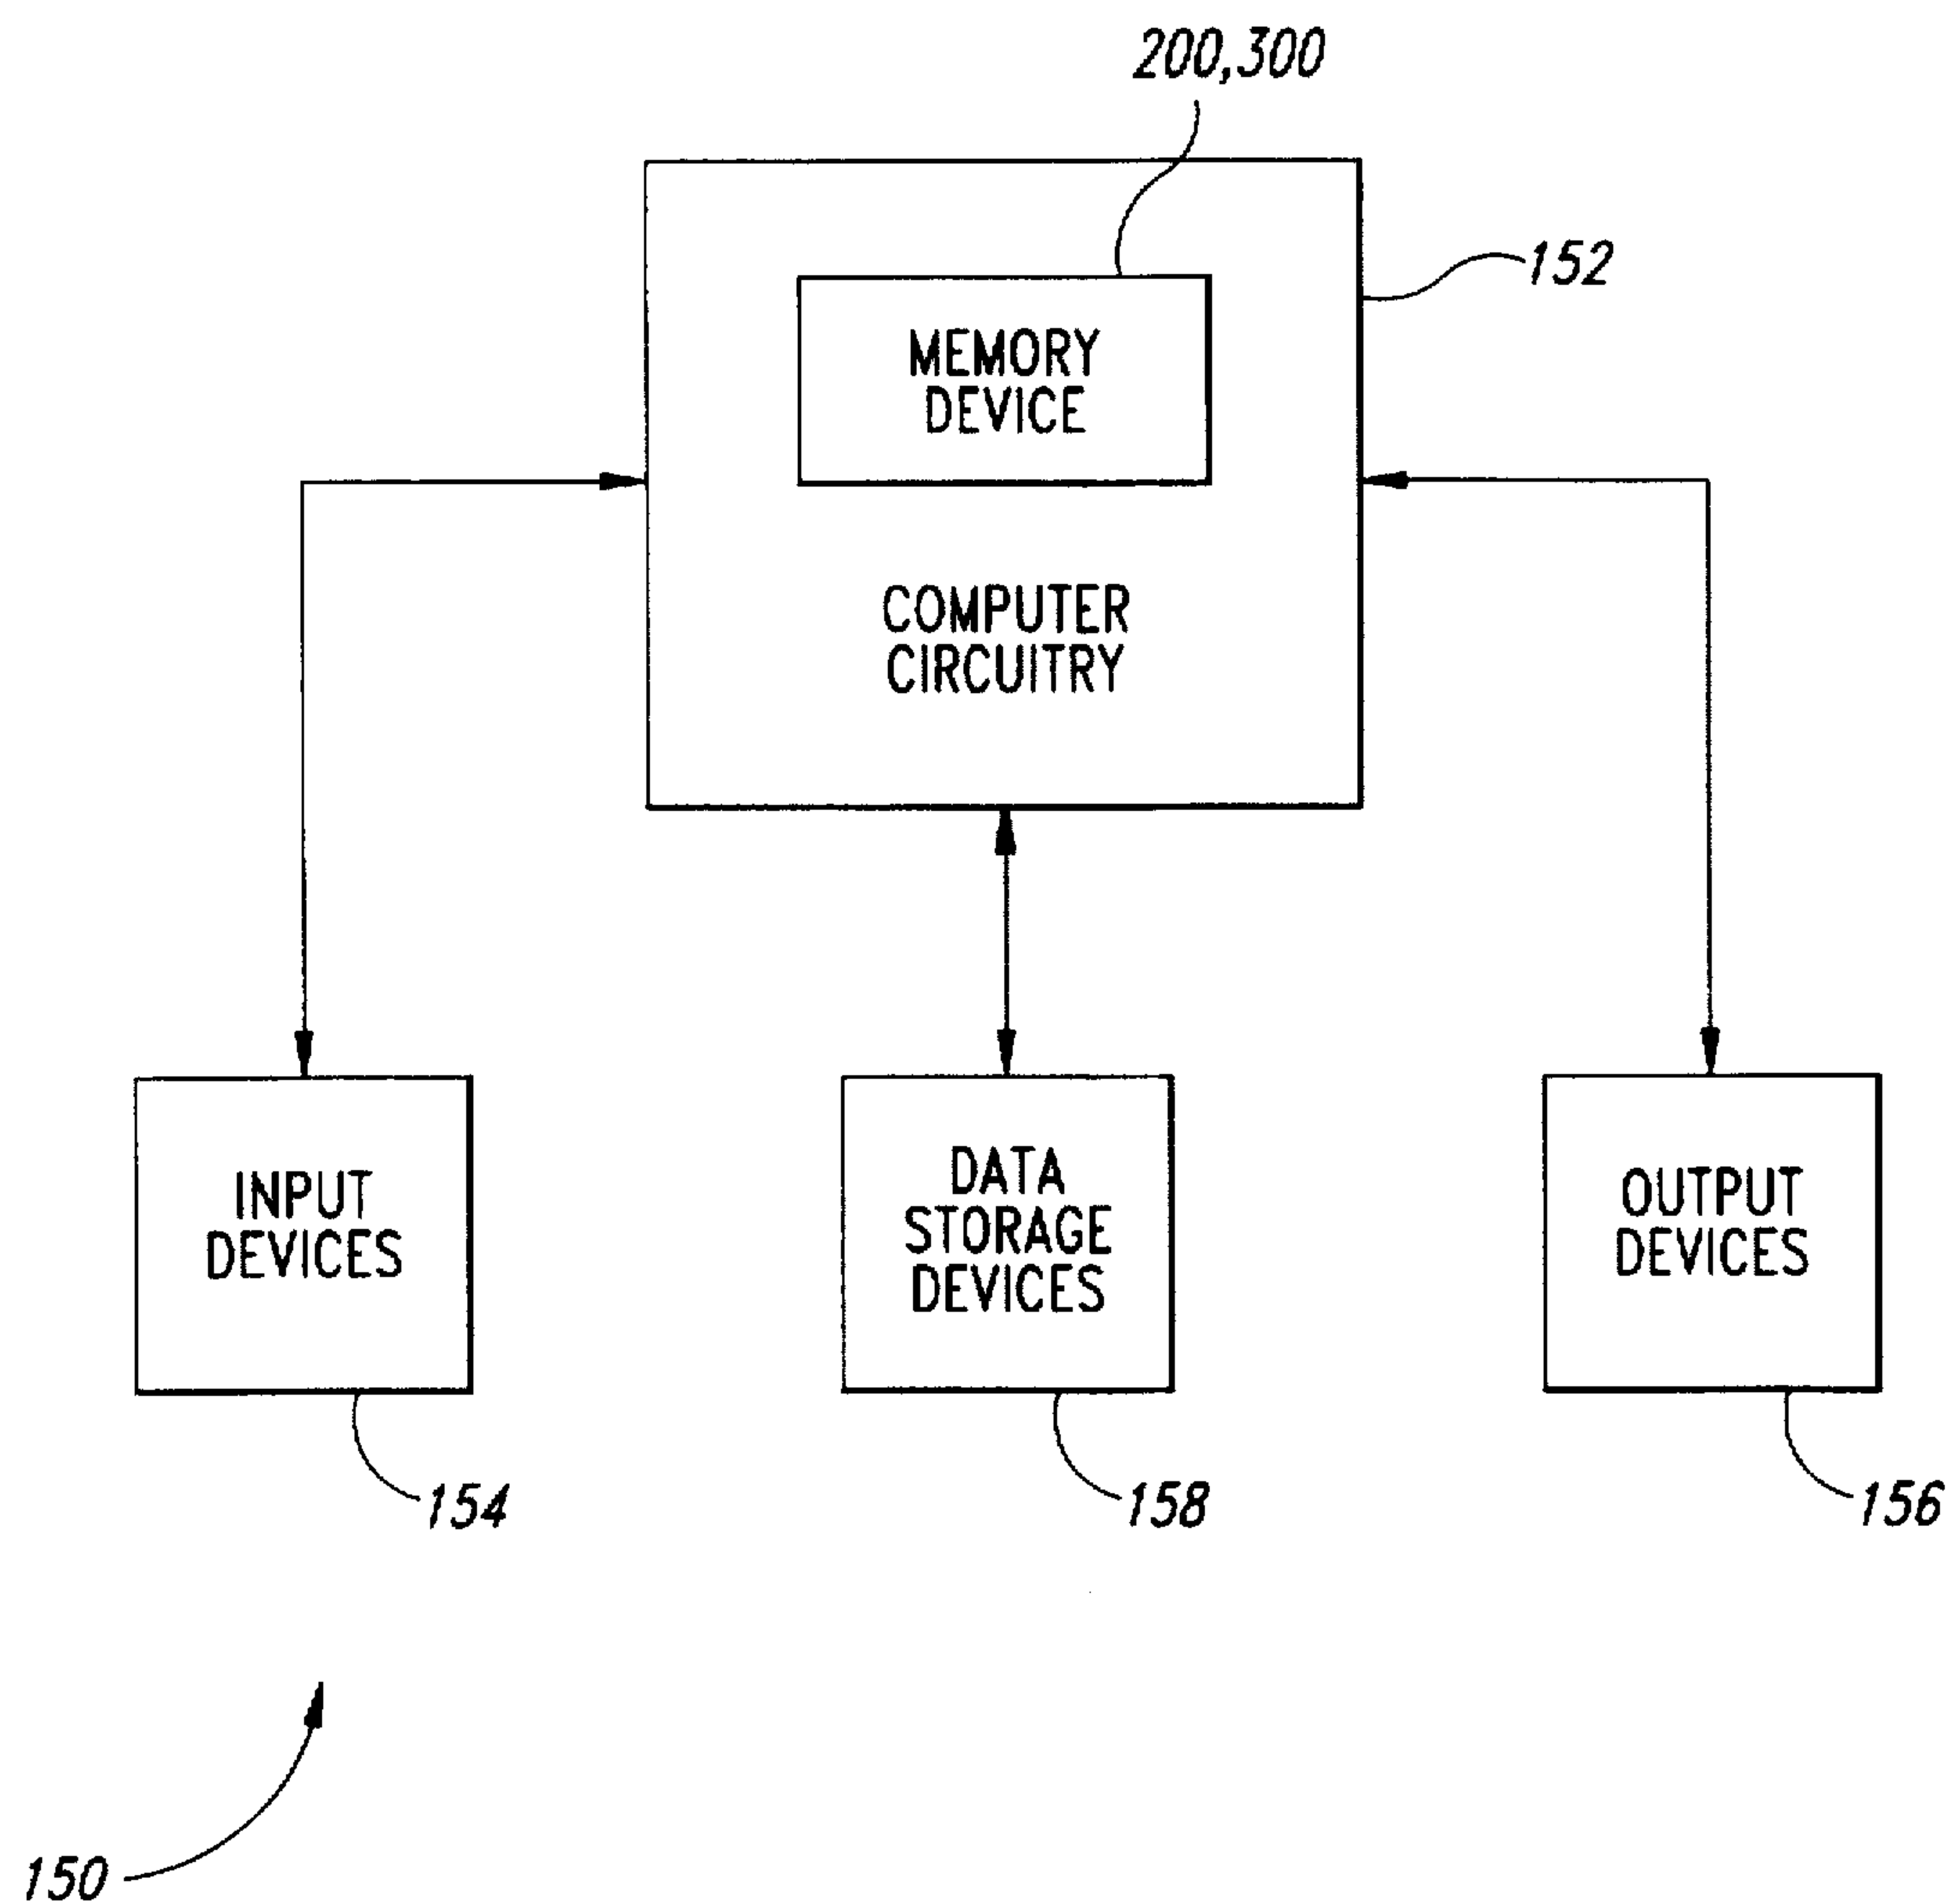 200,300
152
MEMORY
DEVICE
COMPUTER
CIRCUITRY
INPUT
DEVICES
DATA
STORAGE
DEVICES
OUTPUT
DEVICES
154
158
156
150